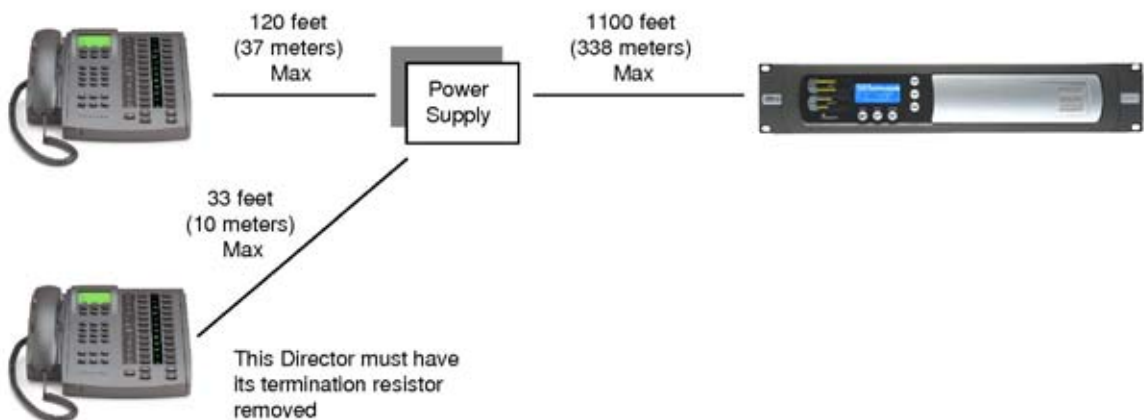 120 feet
(37 meters)
Max
1100 feet
(338 meters)
Max
Power
Supply
33 feet
(10 meters)
Max
This Director must have
its termination resistor
removed